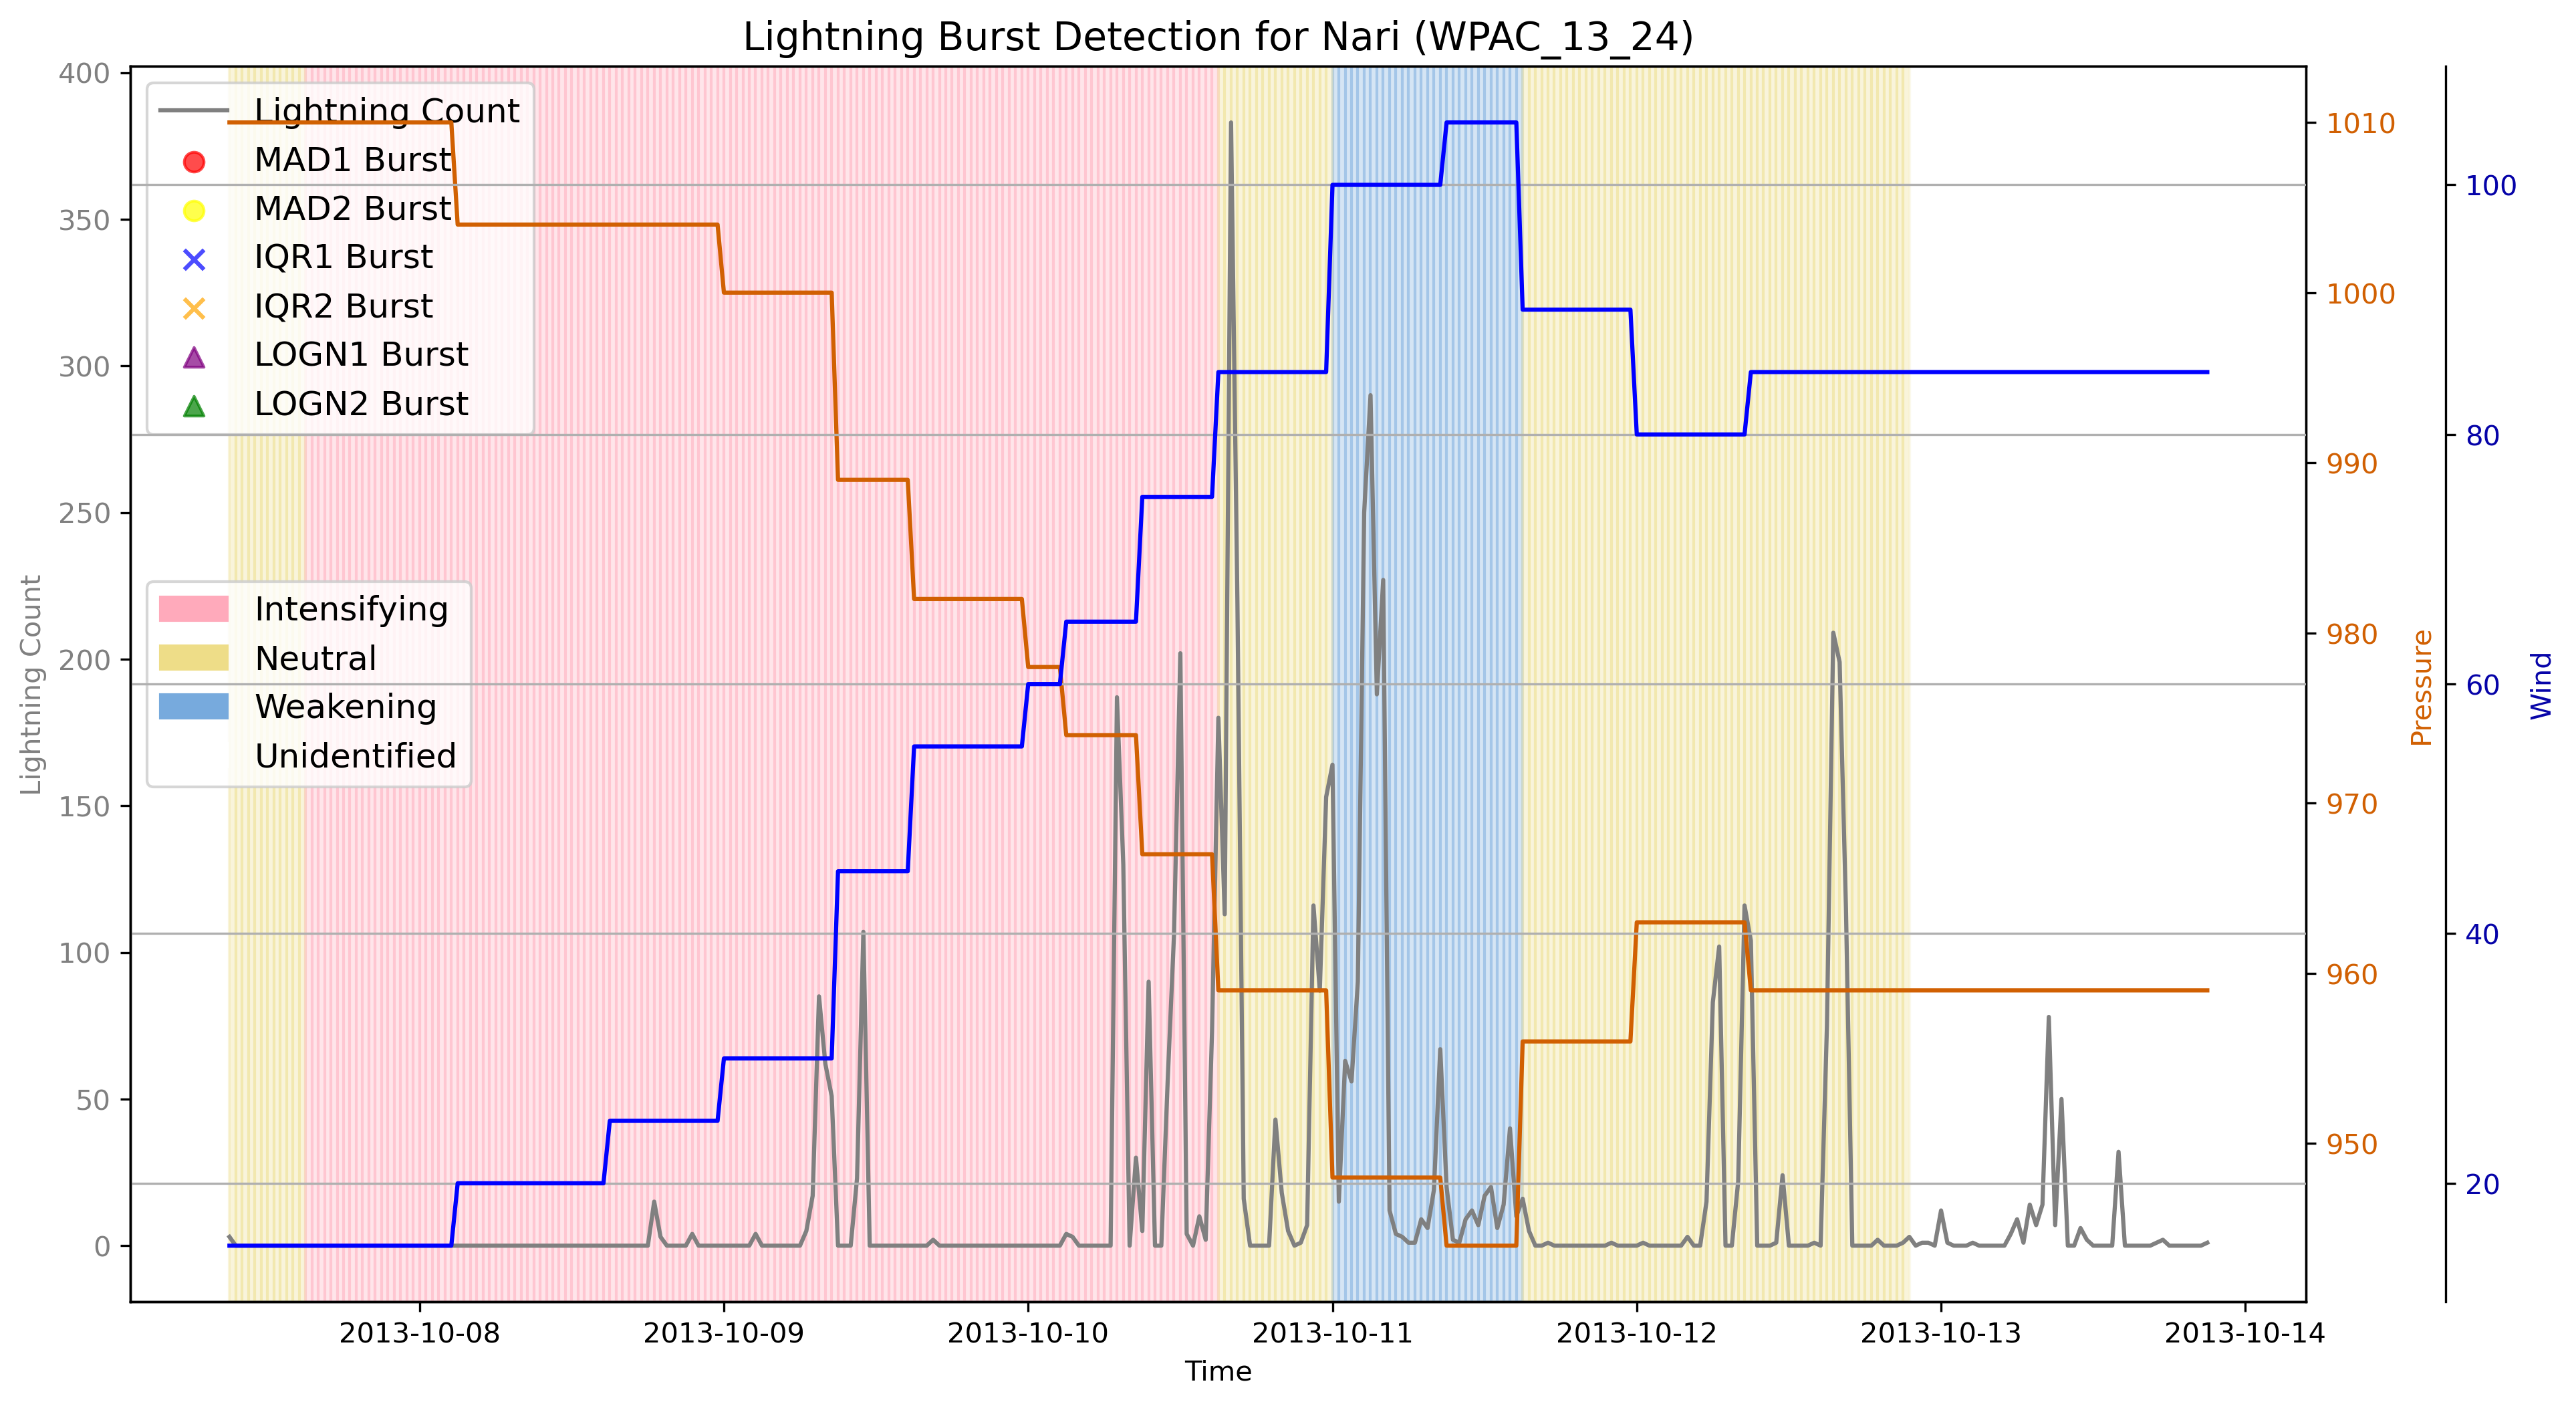 Lightning Burst Detection for Nari (WPAC_13_24)
400
350
300
250
200
150
100
50
0
Lightning Count
Lightning Count
MAD1 Burst
MAD2 Burst
IQR1 Burst
IQR2 Burst
LOGN1 Burst
LOGN2 Burst
Intensifying
Neutral
Weakening
Unidentified
1010
1000
990
980
970
960
950
Pressure
100
80
60
40
20
Wind
2013-10-08 2013-10-09 2013-10-10 2013-10-11 2013-10-12 2013-10-13 2013-10-14
Time